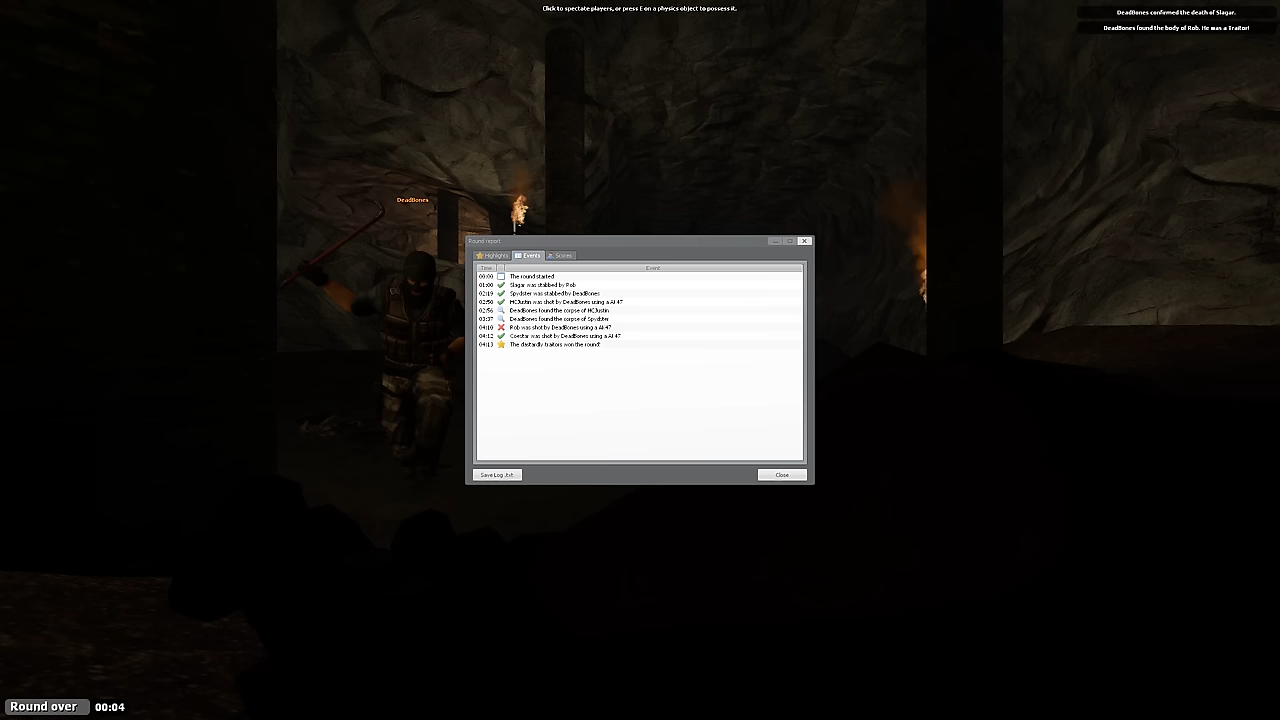 Click to spectate players, or press E on a physics object to possess it.
DeadBones confirmed the death of Slagar.
DeadBones found the body of Rob. He was a Traitor!
DeadBones
Round report
Highlights Events Scores
Time Event
00:00 The round started
01:00 Slagar was stabbed by Rob
02:19 Spydster was stabbed by DeadBones
02:50 HCJustin was shot by DeadBones using a AK47
02:56 DeadBones found the corpse of HCJustin
03:37 DeadBones found the corpse of Spydster
04:10 Rob was shot by DeadBones using a AK47
04:12 Coestar was shot by DeadBones using a AK47
04:13 The dastardly traitors won the round!
Save Log .txt Close
Round over 00:04